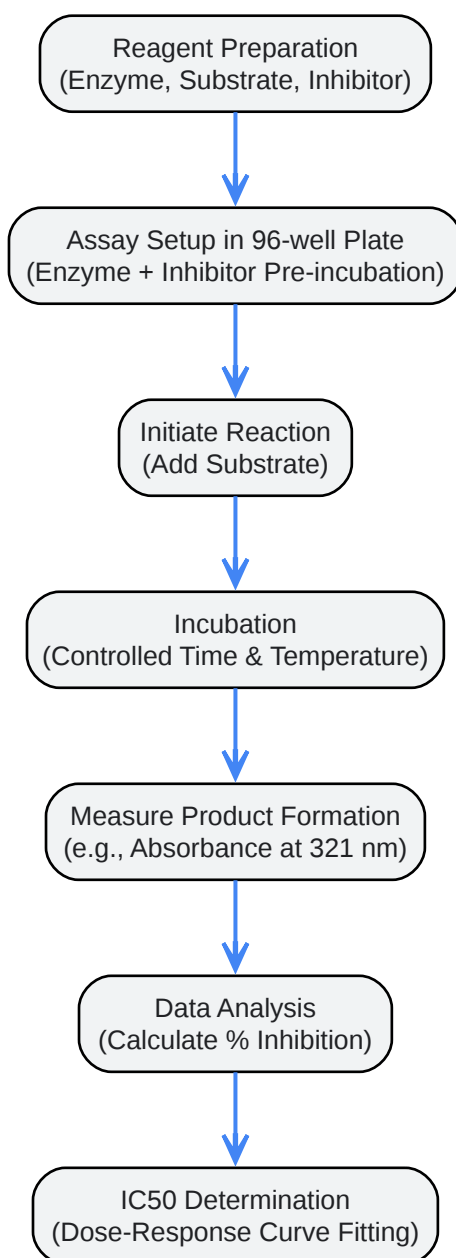 Reagent Preparation
(Enzyme, Substrate, Inhibitor)
Assay Setup in 96-well Plate
(Enzyme + Inhibitor Pre-incubation)
Initiate Reaction
(Add Substrate)
Incubation
(Controlled Time & Temperature)
Measure Product Formation
(e.g., Absorbance at 321 nm)
Data Analysis
(Calculate % Inhibition)
IC50 Determination
(Dose-Response Curve Fitting)